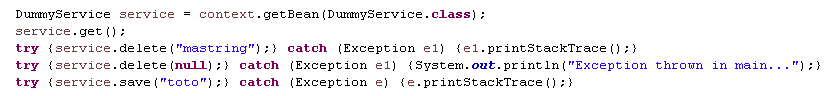 DummyService service = context.getBean(DummyService.class);
service.get();
try {service.delete("mastring");} catch (Exception e1) {e1.printStackTrace();}
try {service.delete(null);} catch (Exception e1) {System.out.println("Exception thrown in main...");}
try {service.save("toto");} catch (Exception e) {e.printStackTrace();}